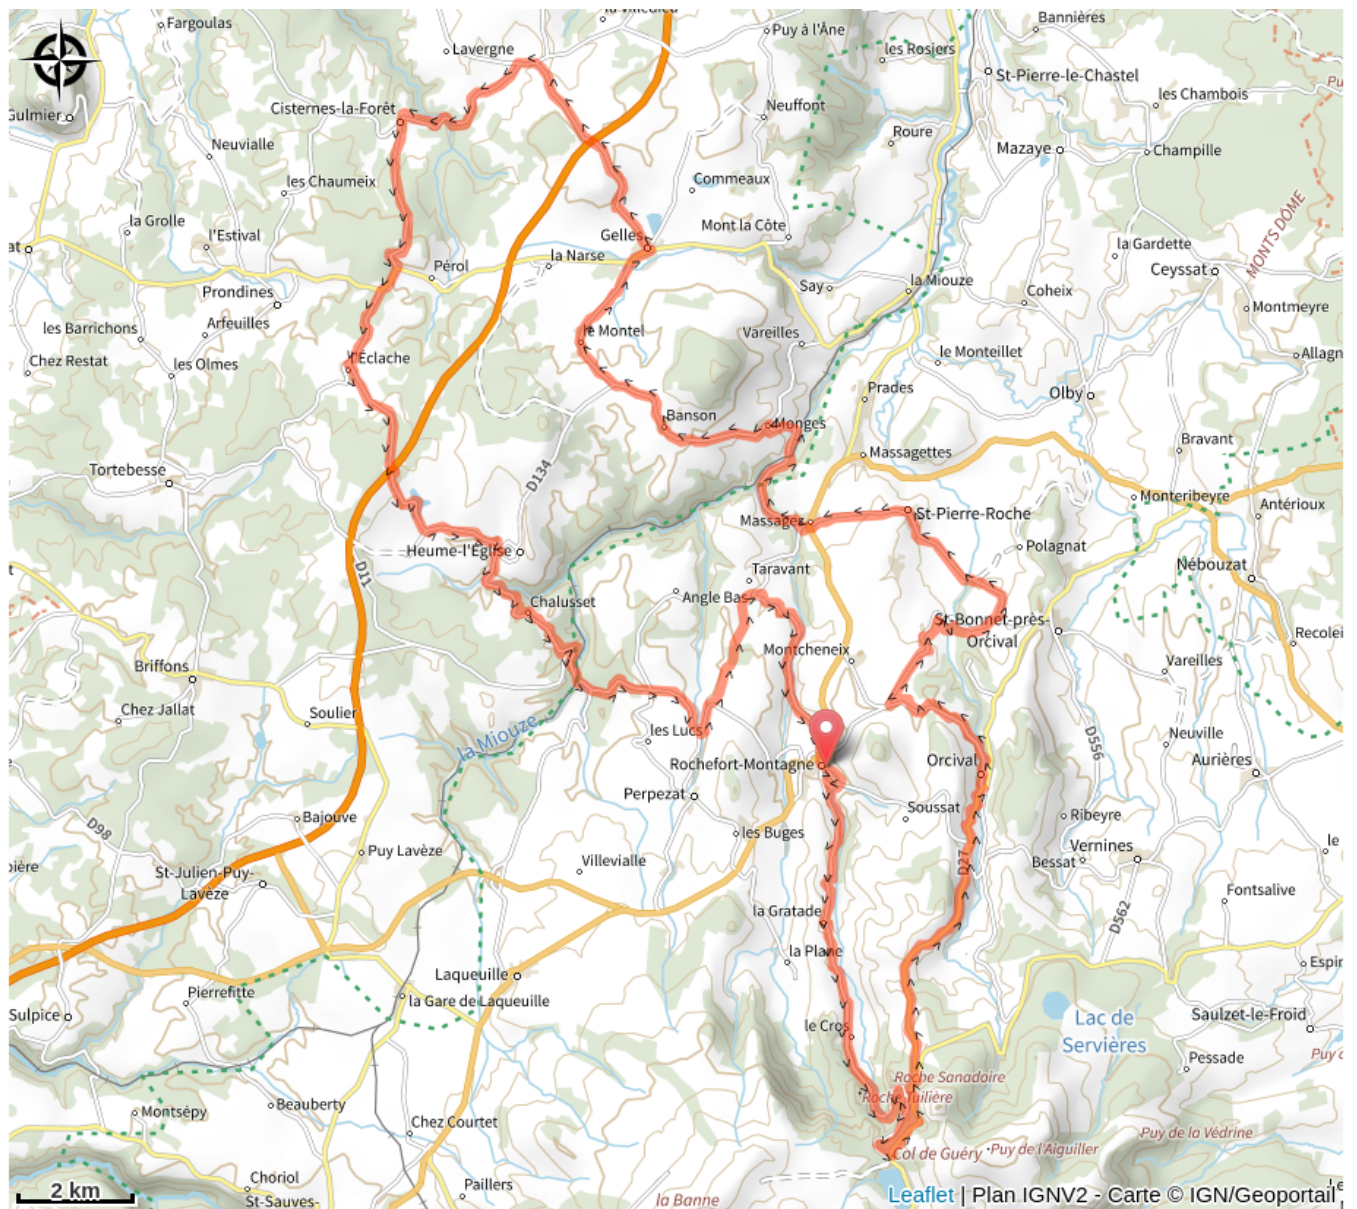 Fargoulas
la Villedieu
Bannières
Puy à l'Âne
Lavergne
les Rosiers
St-Pierre-le-Chastel
les Chambois
Cisternes-la-Forêt
Neuffont
Gulmier
Roure
Neuvialle
Mazaye
Champille
les Chaumeix
Commeaux
la Grolle
Mont la Côte
l'Estival
Gelles
MONTS DÔME
la Gardette
la Narse
Pérol
Ceyssat
Prondines
Say
la Miouze
Coheix
Montmeyre
Arfeuilles
les Barrichons
le Montel
Vareilles
Chez Restat
les Olmes
l'Éclache
le Monteillet
Allagn
Prades
Olby
Banson
Monges
Bravant
Massagettes
Tortebesse
D134
Monteribeyre
Antérioux
St-Pierre-Roche
Massages
Heume-l'Église
Polagnat
Nébouzat
D11
Taravant
Angle Bas
Chalusset
St-Bonnet-près-
Orcival
Recolei
Montcheneix
Briffons
Vareilles
Chez Jallat
Soulier
la Miouze
les Lucs
D556
Neuville
Rochefort-Montagne
Orcival
Aurières
Perpezat
Soussat
Bajouve
Ribeyre
D98
les Buges
Puy Lavèze
Villevialle
D27
Bessat
Vernines
le
bière
St-Julien-Puy-
Lavèze
Fontsalive
la Gratade
D562
la Plane
Laqueuille
Espir
Pierrefitte
la Gare de Laqueuille
Sulpice
le Cros
Lac de
Servières
Saulzet-le-Froid
Pessade
Puy d
Roche Sanadoire
Roche Tuilière
Montsépy
Beauberty
Chez Courtet
Puy de la Védrine
Col de Guéry
Puy de l'Aiguiller
Choriol
Paillers
2 km
St-Sauves-
la Banne
Leaflet | Plan IGNV2 - Carte © IGN/Geoportail